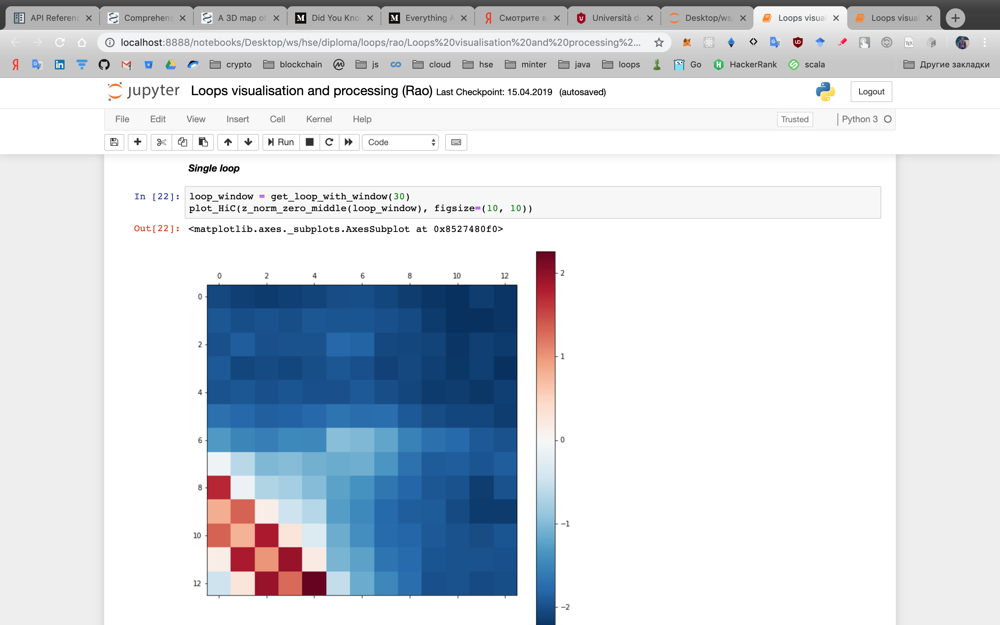 API Referenc
Comprehens
A 3D map of
Did You Kno
Everything A
Смотрите в
Università d
Desktop/ws/
Loops visual
Loops visual
localhost:8888/notebooks/Desktop/ws/hse/diploma/loops/rao/Loops%20visualisation%20and%20processing%2...
crypto
blockchain
js
cloud
hse
minter
java
loops
Go
HackerRank
scala
Другие закладки
jupyter
Loops visualisation and processing (Rao) Last Checkpoint: 15.04.2019 (autosaved)
Logout
File Edit View Insert Cell Kernel Help
Trusted
Python 3
Run
Code
Single loop
In [22]:
loop_window = get_loop_with_window(30)
plot_HiC(z_norm_zero_middle(loop_window), figsize=(10, 10))
Out[22]:
<matplotlib.axes._subplots.AxesSubplot at 0x8527480f0>
0 2 4 6 8 10 12
0
2
4
6
8
10
12
2
1
0
−1
−2